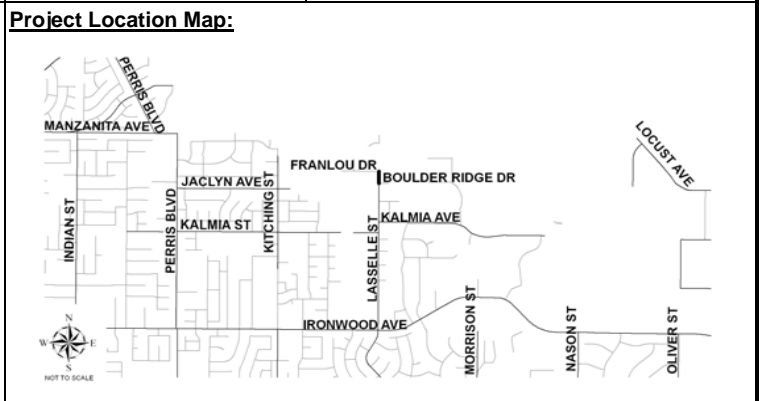 Project Location Map:
PERRIS BLVD
MANZANITA AVE
LOCUST AVE
FRANLOU DR
BOULDER RIDGE DR
JACLYN AVE
KITCHING ST
INDIAN ST
PERRIS BLVD
KALMIA ST
KALMIA AVE
LASSELLE ST
IRONWOOD AVE
MORRISON ST
NASON ST
OLIVER ST
N
W E
S
NOT TO SCALE